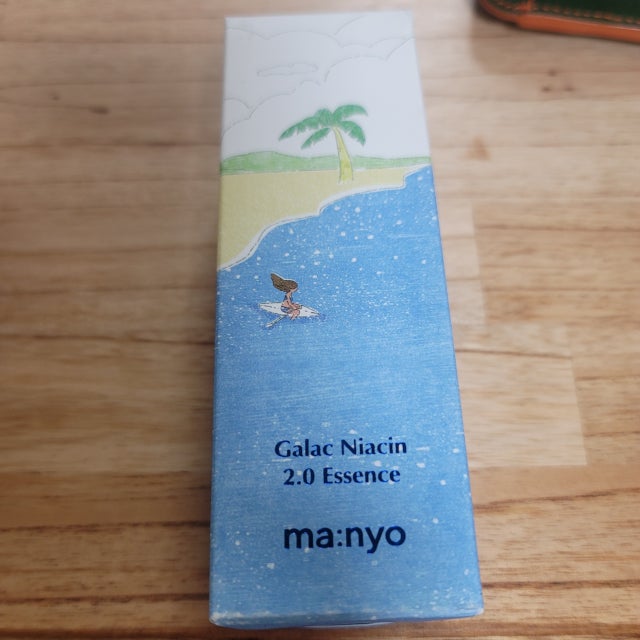 Galac Niacin
2.0 Essence
ma:nyo